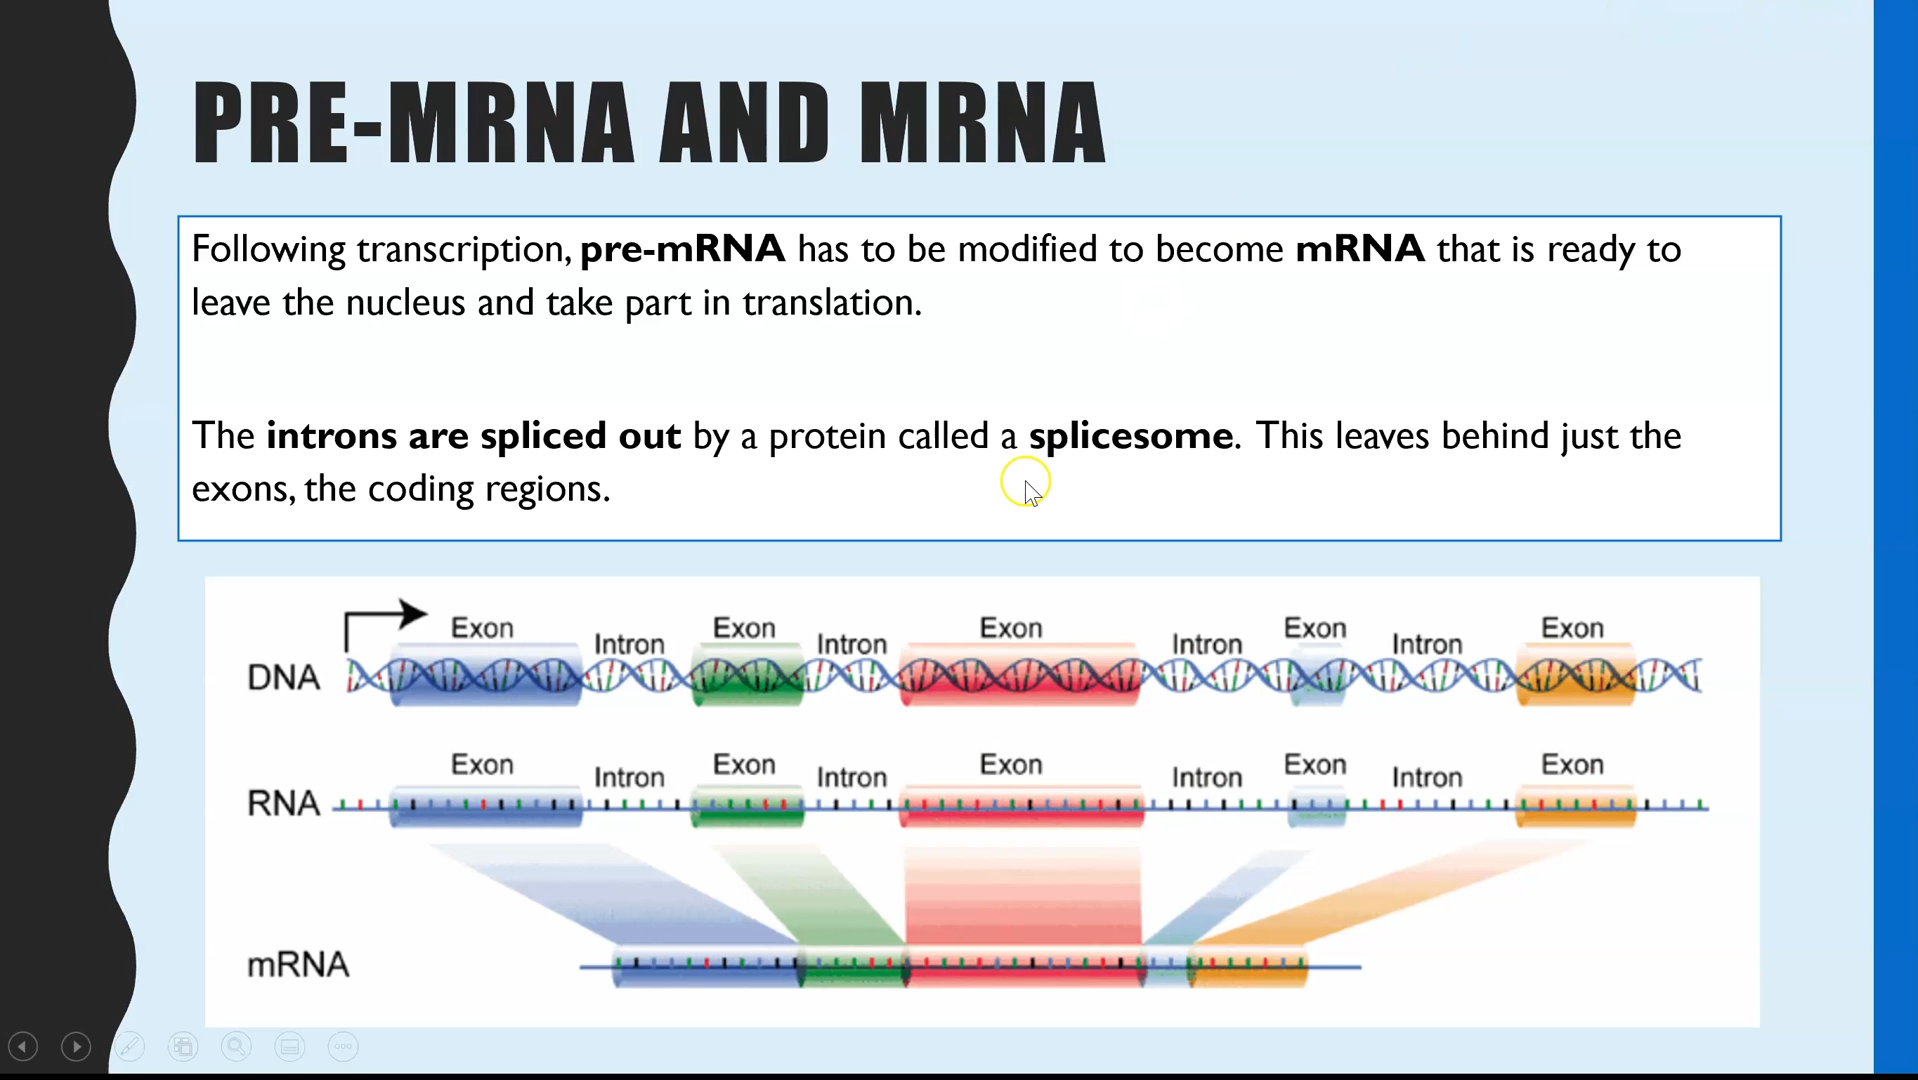 PRE-MRNA AND MRNA
Following transcription, pre-mRNA has to be modified to become mRNA that is ready to
leave the nucleus and take part in translation.
The introns are spliced out by a protein called a splicesome. This leaves behind just the
exons, the coding regions.
Exon Intron Exon Intron Exon Intron Exon Intron Exon
DNA
Exon Intron Exon Intron Exon Intron Exon Intron Exon
RNA
mRNA